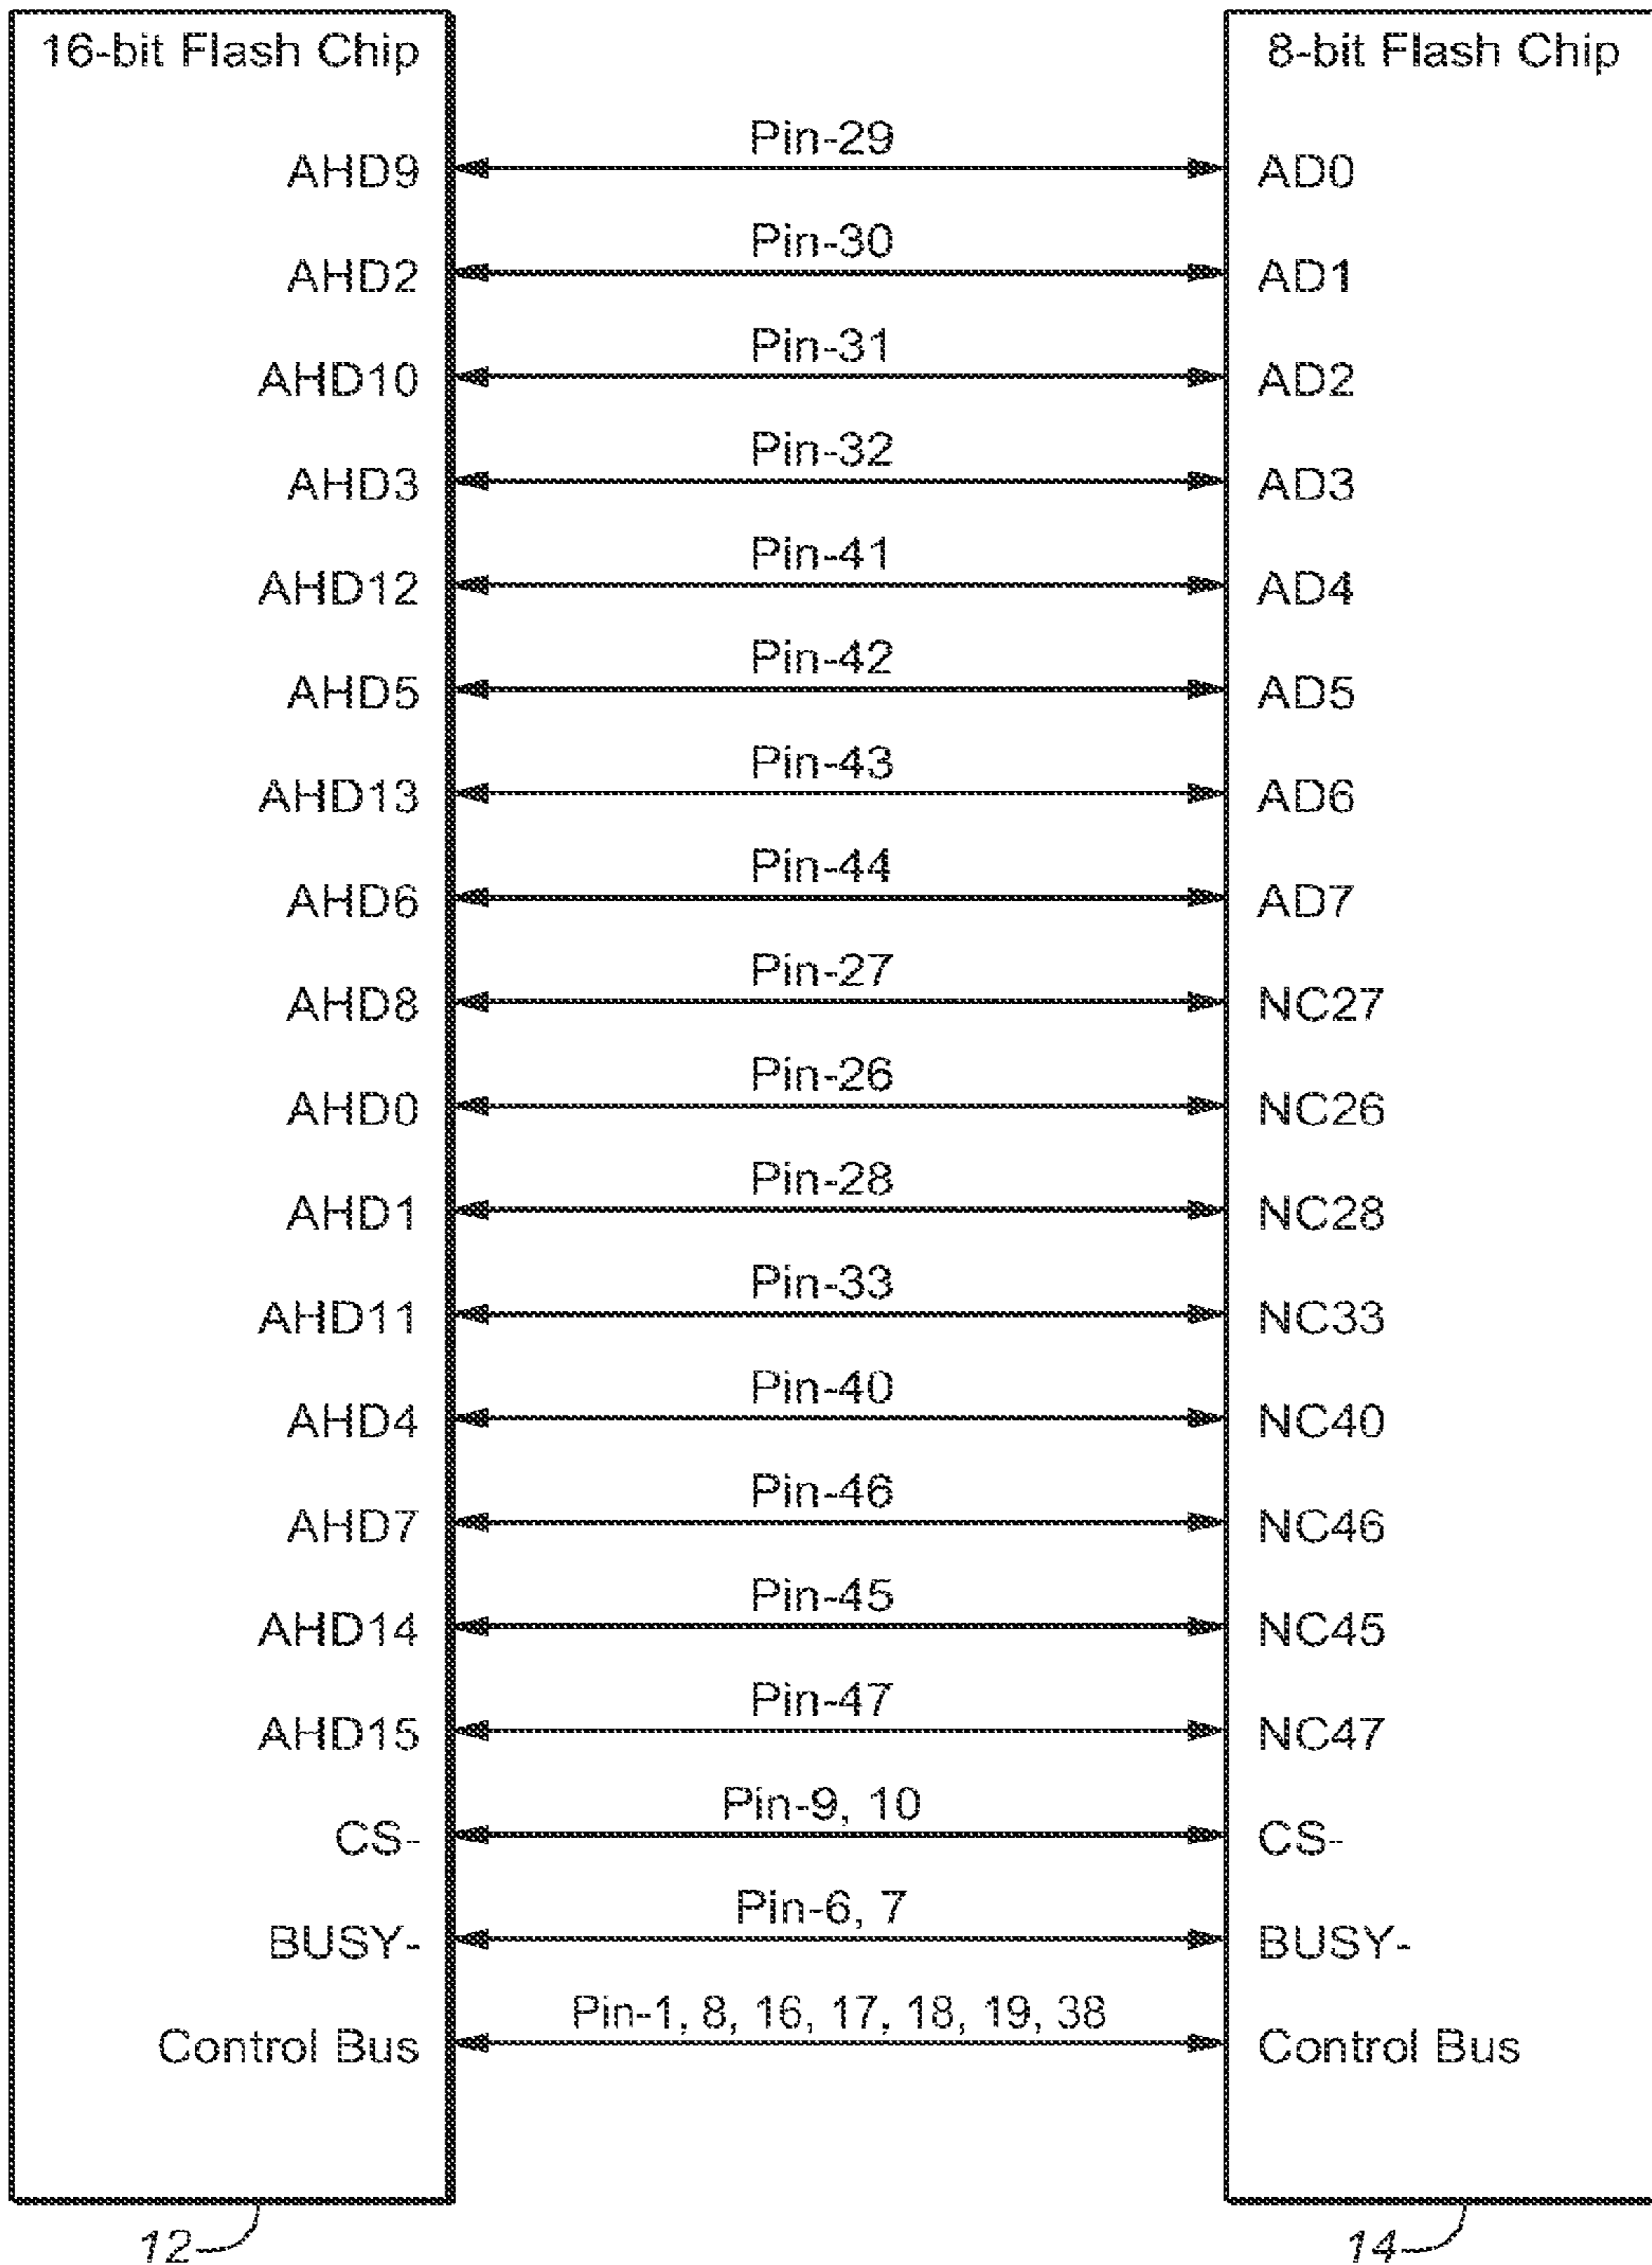 16-bit Flash Chip 8-bit Flash Chip
AHD9 Pin-29 AD0
AHD2 Pin-30 AD1
AHD10 Pin-31 AD2
AHD3 Pin-32 AD3
AHD12 Pin-41 AD4
AHD5 Pin-42 AD5
AHD13 Pin-43 AD6
AHD6 Pin-44 AD7
AHD8 Pin-27 NC27
AHD0 Pin-26 NC26
AHD1 Pin-28 NC28
AHD11 Pin-33 NC33
AHD4 Pin-40 NC40
AHD7 Pin-46 NC46
AHD14 Pin-45 NC45
AHD15 Pin-47 NC47
CS- Pin-9, 10 CS-
BUSY- Pin-6, 7 BUSY-
Control Bus Pin-1, 8, 16, 17, 18, 19, 38 Control Bus
12 14